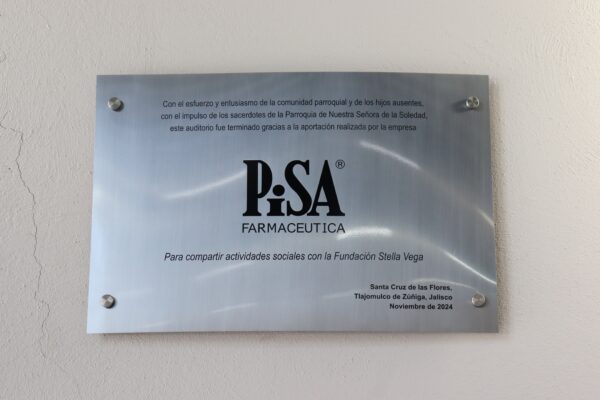 Con el esfuerzo y entusiasmo de la comunidad parroquial y de los hijos ausentes,
con el impulso de los sacerdotes de la Parroquia de Nuestra Señora de la Soledad,
este auditorio fue terminado gracias a la aportación realizada por la empresa
PiSA®
FARMACEUTICA
Para compartir actividades sociales con la Fundación Stella Vega
Santa Cruz de las Flores,
Tlajomulco de Zúñiga, Jalisco
Noviembre de 2024